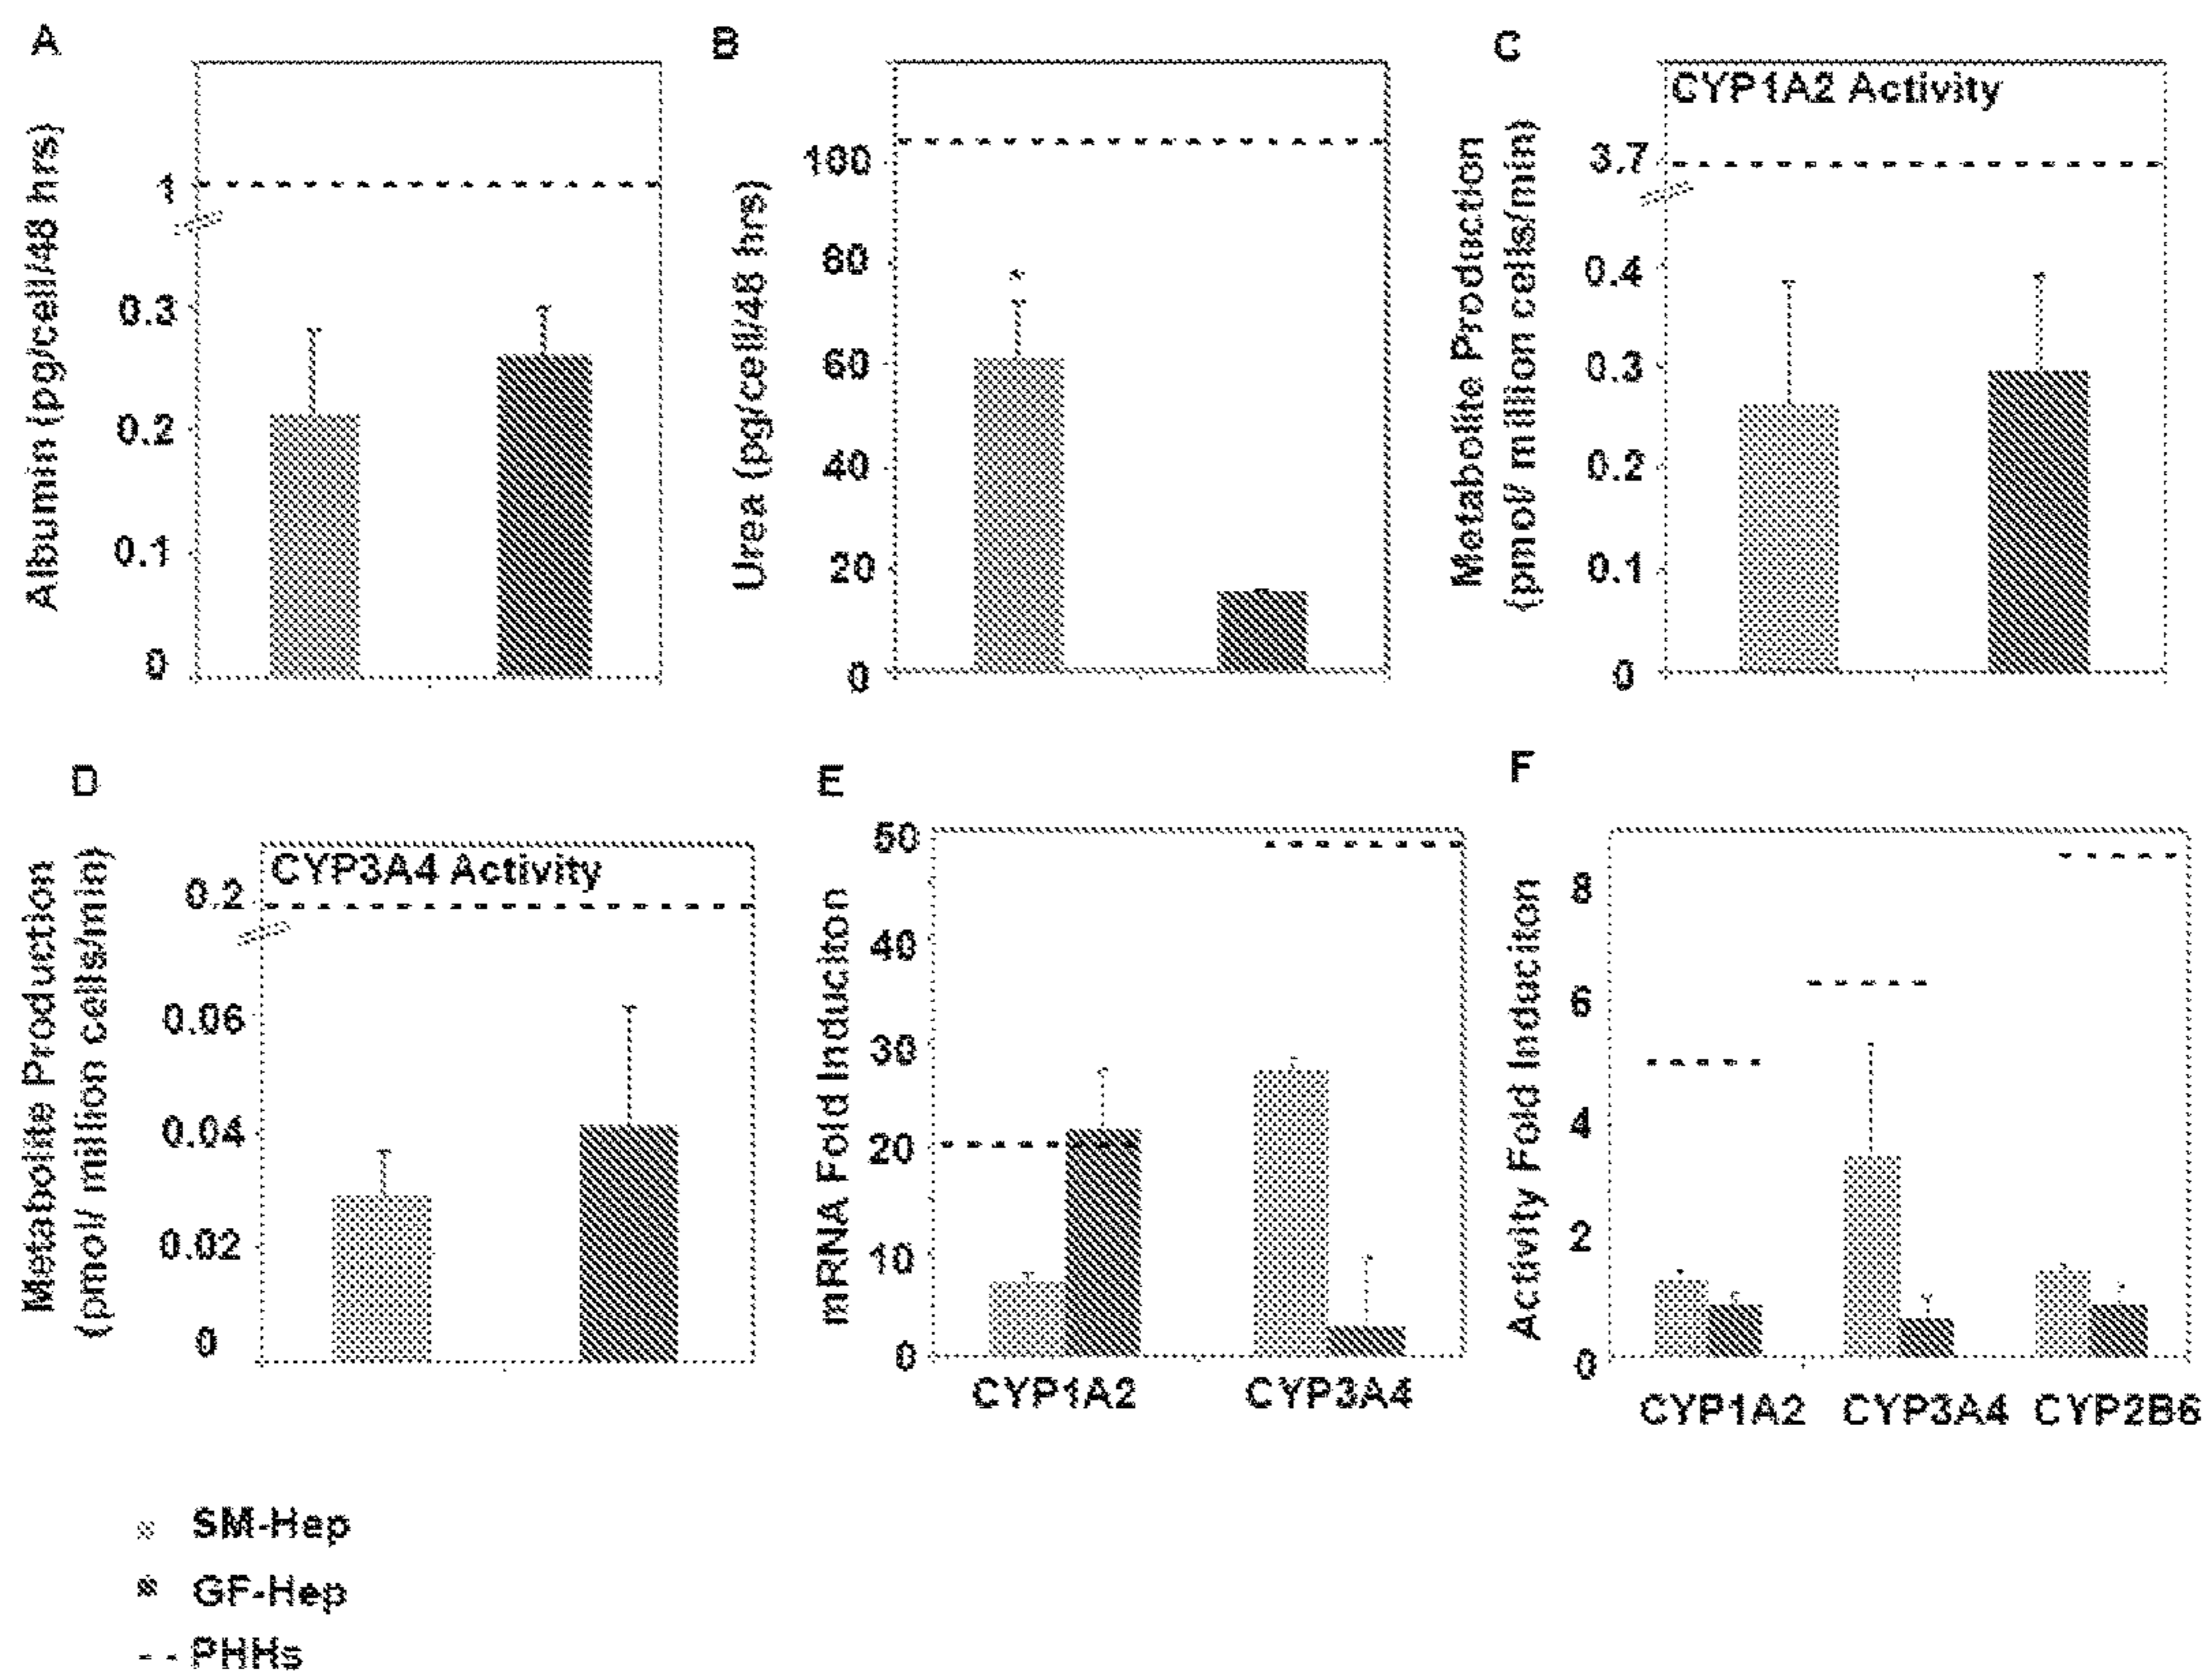 A
Albumin (pg/cell/48 hrs)
1
0.3
0.2
0.1
0
B
Urea (pg/cell/48 hrs)
100
80
60
40
20
0
C
CYP1A2 Activity
Metabolite Production
(pmol/ million cells/min)
3.7
0.4
0.3
0.2
0.1
0
D
CYP3A4 Activity
Metabolite Production
(pmol/ million cells/min)
0.2
0.06
0.04
0.02
0
E
mRNA Fold Induciton
50
40
30
20
10
0
CYP1A2 CYP3A4
F
Activity Fold Induciton
8
6
4
2
0
CYP1A2 CYP3A4 CYP2B6
SM-Hep
GF-Hep
PHHs